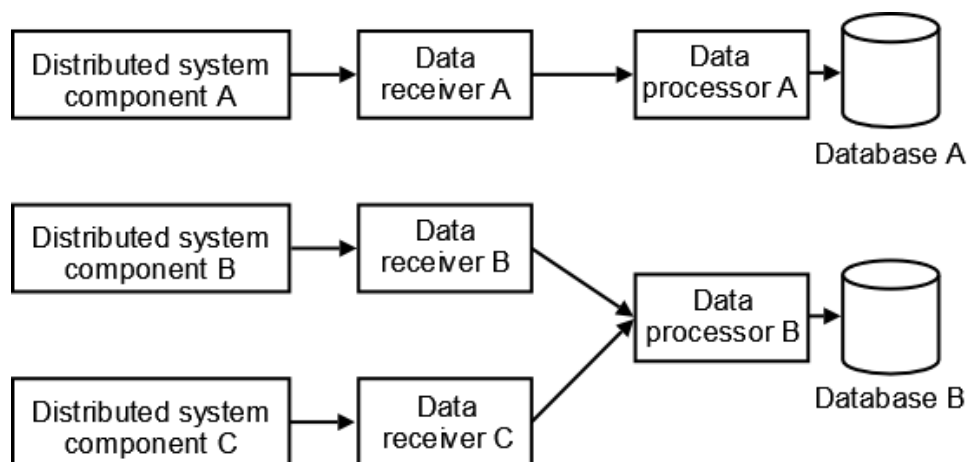 Distributed system
component A
Data
receiver A
Data
processor A
Database A
Distributed system
component B
Data
receiver B
Data
processor B
Database B
Distributed system
component C
Data
receiver C